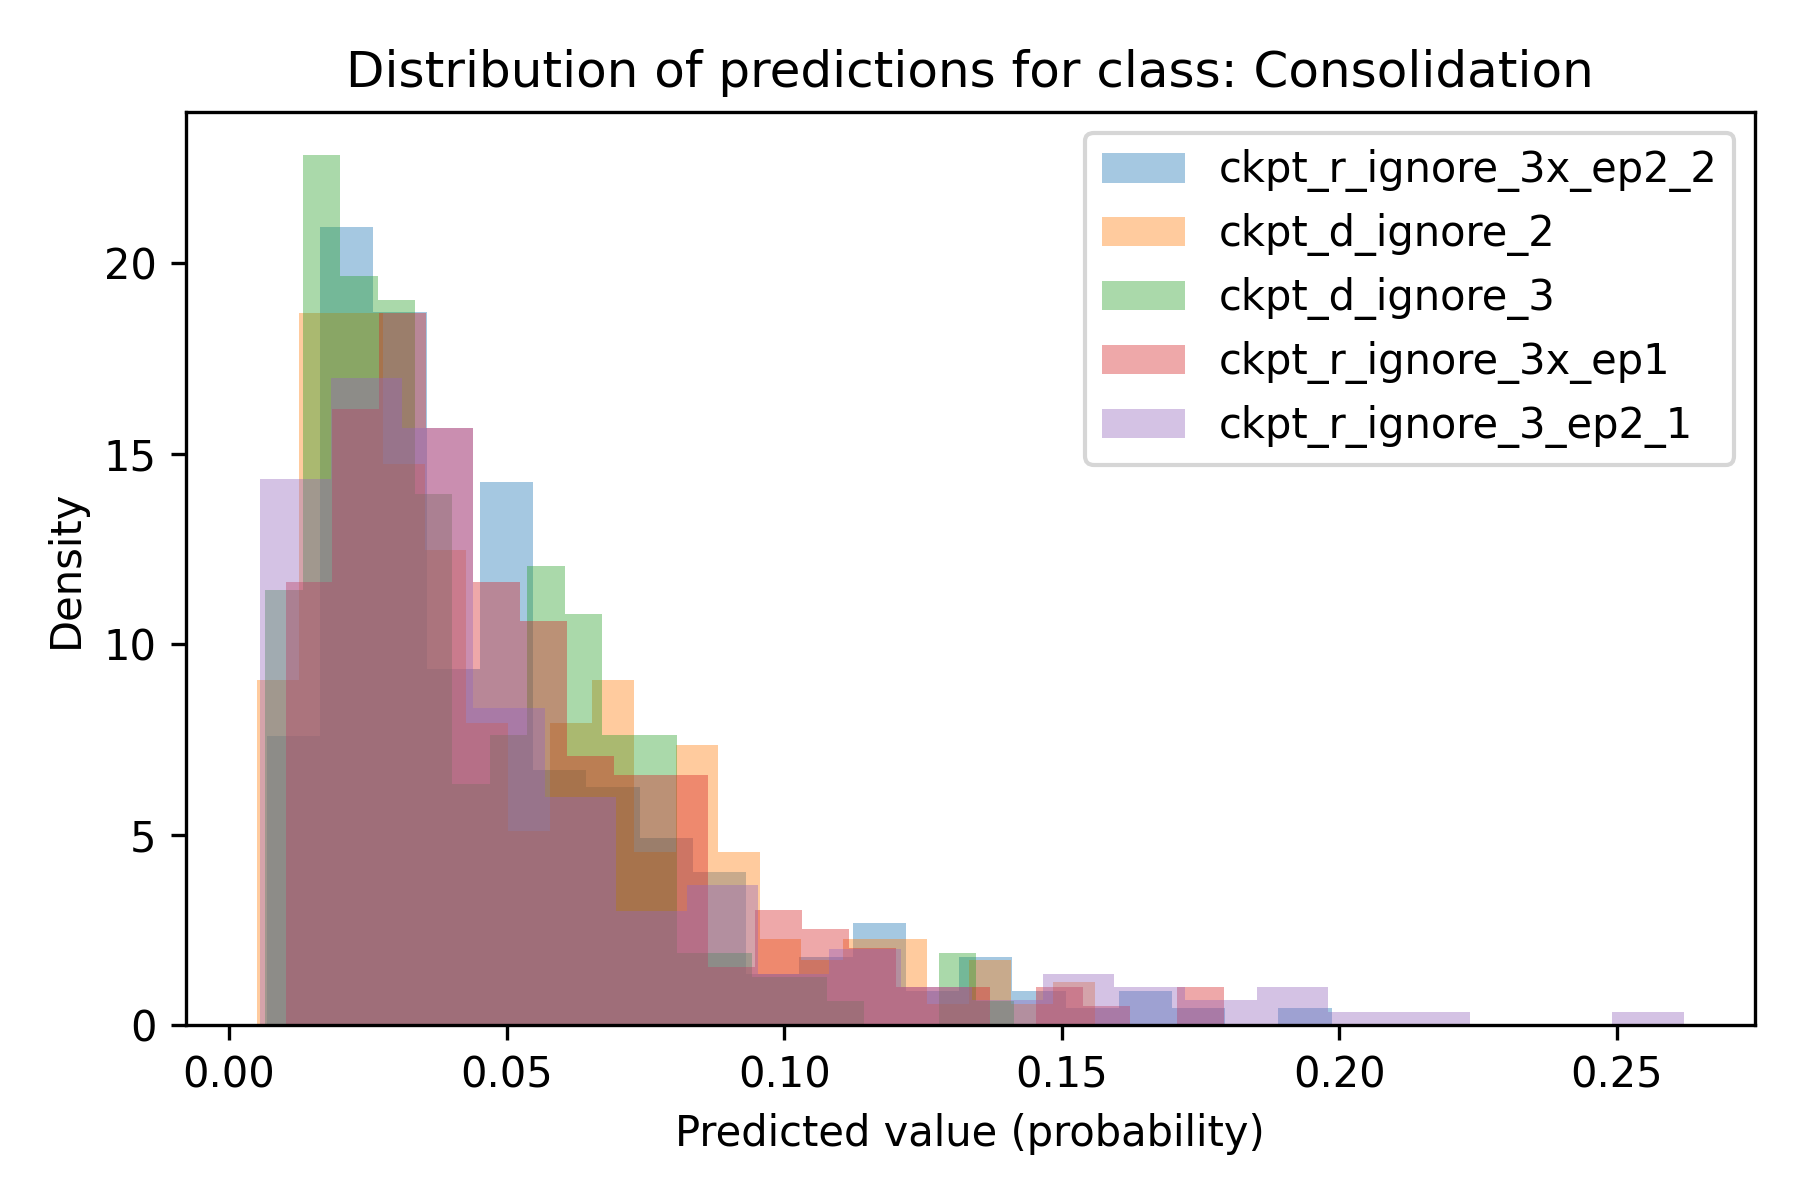 Distribution of predictions for class: Consolidation
ckpt_r_ignore_3x_ep2_2
ckpt_d_ignore_2
ckpt_d_ignore_3
ckpt_r_ignore_3x_ep1
ckpt_r_ignore_3_ep2_1
Density
20
15
10
5
0
0.00 0.05 0.10 0.15 0.20 0.25
Predicted value (probability)